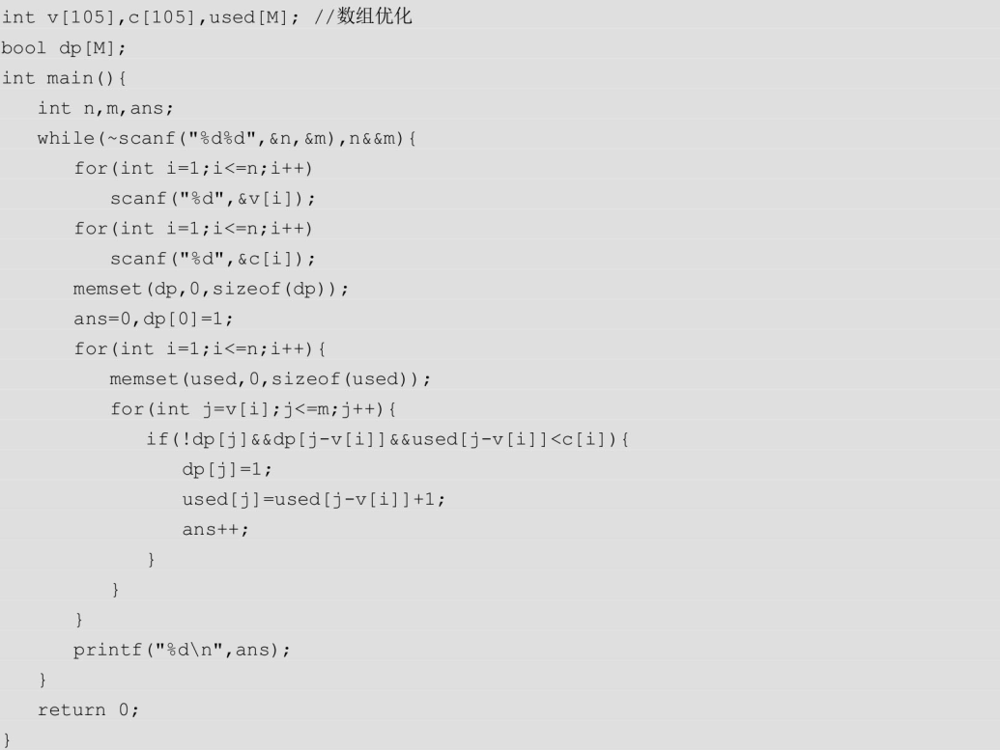 int v[105],c[105],used[M]; //数组优化
bool dp[M];
int main(){
    int n,m,ans;
    while(~scanf("%d%d",&n,&m),n&&m){
        for(int i=1;i<=n;i++)
            scanf("%d",&v[i]);
        for(int i=1;i<=n;i++)
            scanf("%d",&c[i]);
        memset(dp,0,sizeof(dp));
        ans=0,dp[0]=1;
        for(int i=1;i<=n;i++){
            memset(used,0,sizeof(used));
            for(int j=v[i];j<=m;j++){
                if(!dp[j]&&dp[j-v[i]]&&used[j-v[i]]<c[i]){
                    dp[j]=1;
                    used[j]=used[j-v[i]]+1;
                    ans++;
                }
            }
        }
        printf("%d\n",ans);
    }
    return 0;
}